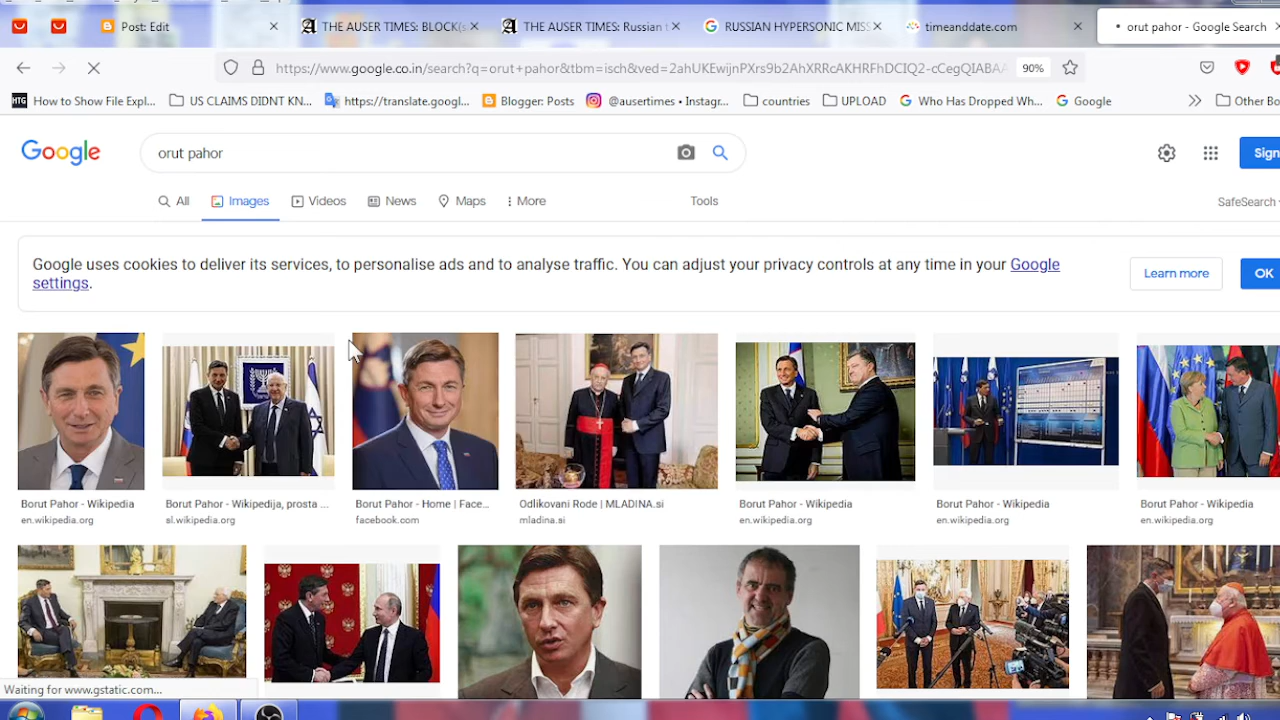 Post: Edit
THE AUSER TIMES: BLOCK
THE AUSER TIMES: Russian t
RUSSIAN HYPERSONIC MISS
timeanddate.com
orut pahor - Google Search
https://www.google.co.in/search?q=orut+pahor&tbm=isch&ved=2ahUKEwijnPXrs9b2AhXRRcAKHRFhDCIQ2-cCegQIABAA
90%
HTG How to Show File Expl...
US CLAIMS DIDNT KN...
https://translate.googl...
Blogger: Posts
@ausertimes • Instagr...
countries
UPLOAD
Who Has Dropped Wh...
Google
Other Bo
Google
orut pahor
Sign
All
Images
Videos
News
Maps
More
Tools
SafeSearch
Google uses cookies to deliver its services, to personalise ads and to analyse traffic. You can adjust your privacy controls at any time in your Google
settings.
Learn more
OK
Borut Pahor - Wikipedia
en.wikipedia.org
Borut Pahor - Wikipedija, prosta ...
sl.wikipedia.org
Borut Pahor - Home | Face...
facebook.com
Odlikovani Rode | MLADINA.si
mladina.si
Borut Pahor - Wikipedia
en.wikipedia.org
Borut Pahor - Wikipedia
en.wikipedia.org
Borut Pahor - Wikipedia
en.wikipedia.org
Waiting for www.gstatic.com...